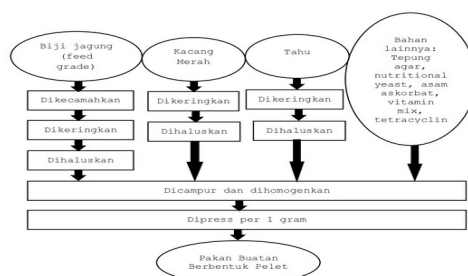 Biji jagung
(feed
grade)
Kacang
Merah
Tahu
Bahan
lainnya:
Tepung
agar,
nutritional
yeast, asam
askorbat,
vitamin
mix,
tetracyclin
Dikecamahkan
Dikeringkan
Dikeringkan
Dikeringkan
Dihaluskan
Dihaluskan
Dihaluskan
Dicampur dan dihomogenkan
Dipress per 1 gram
Pakan Buatan
Berbentuk Pelet